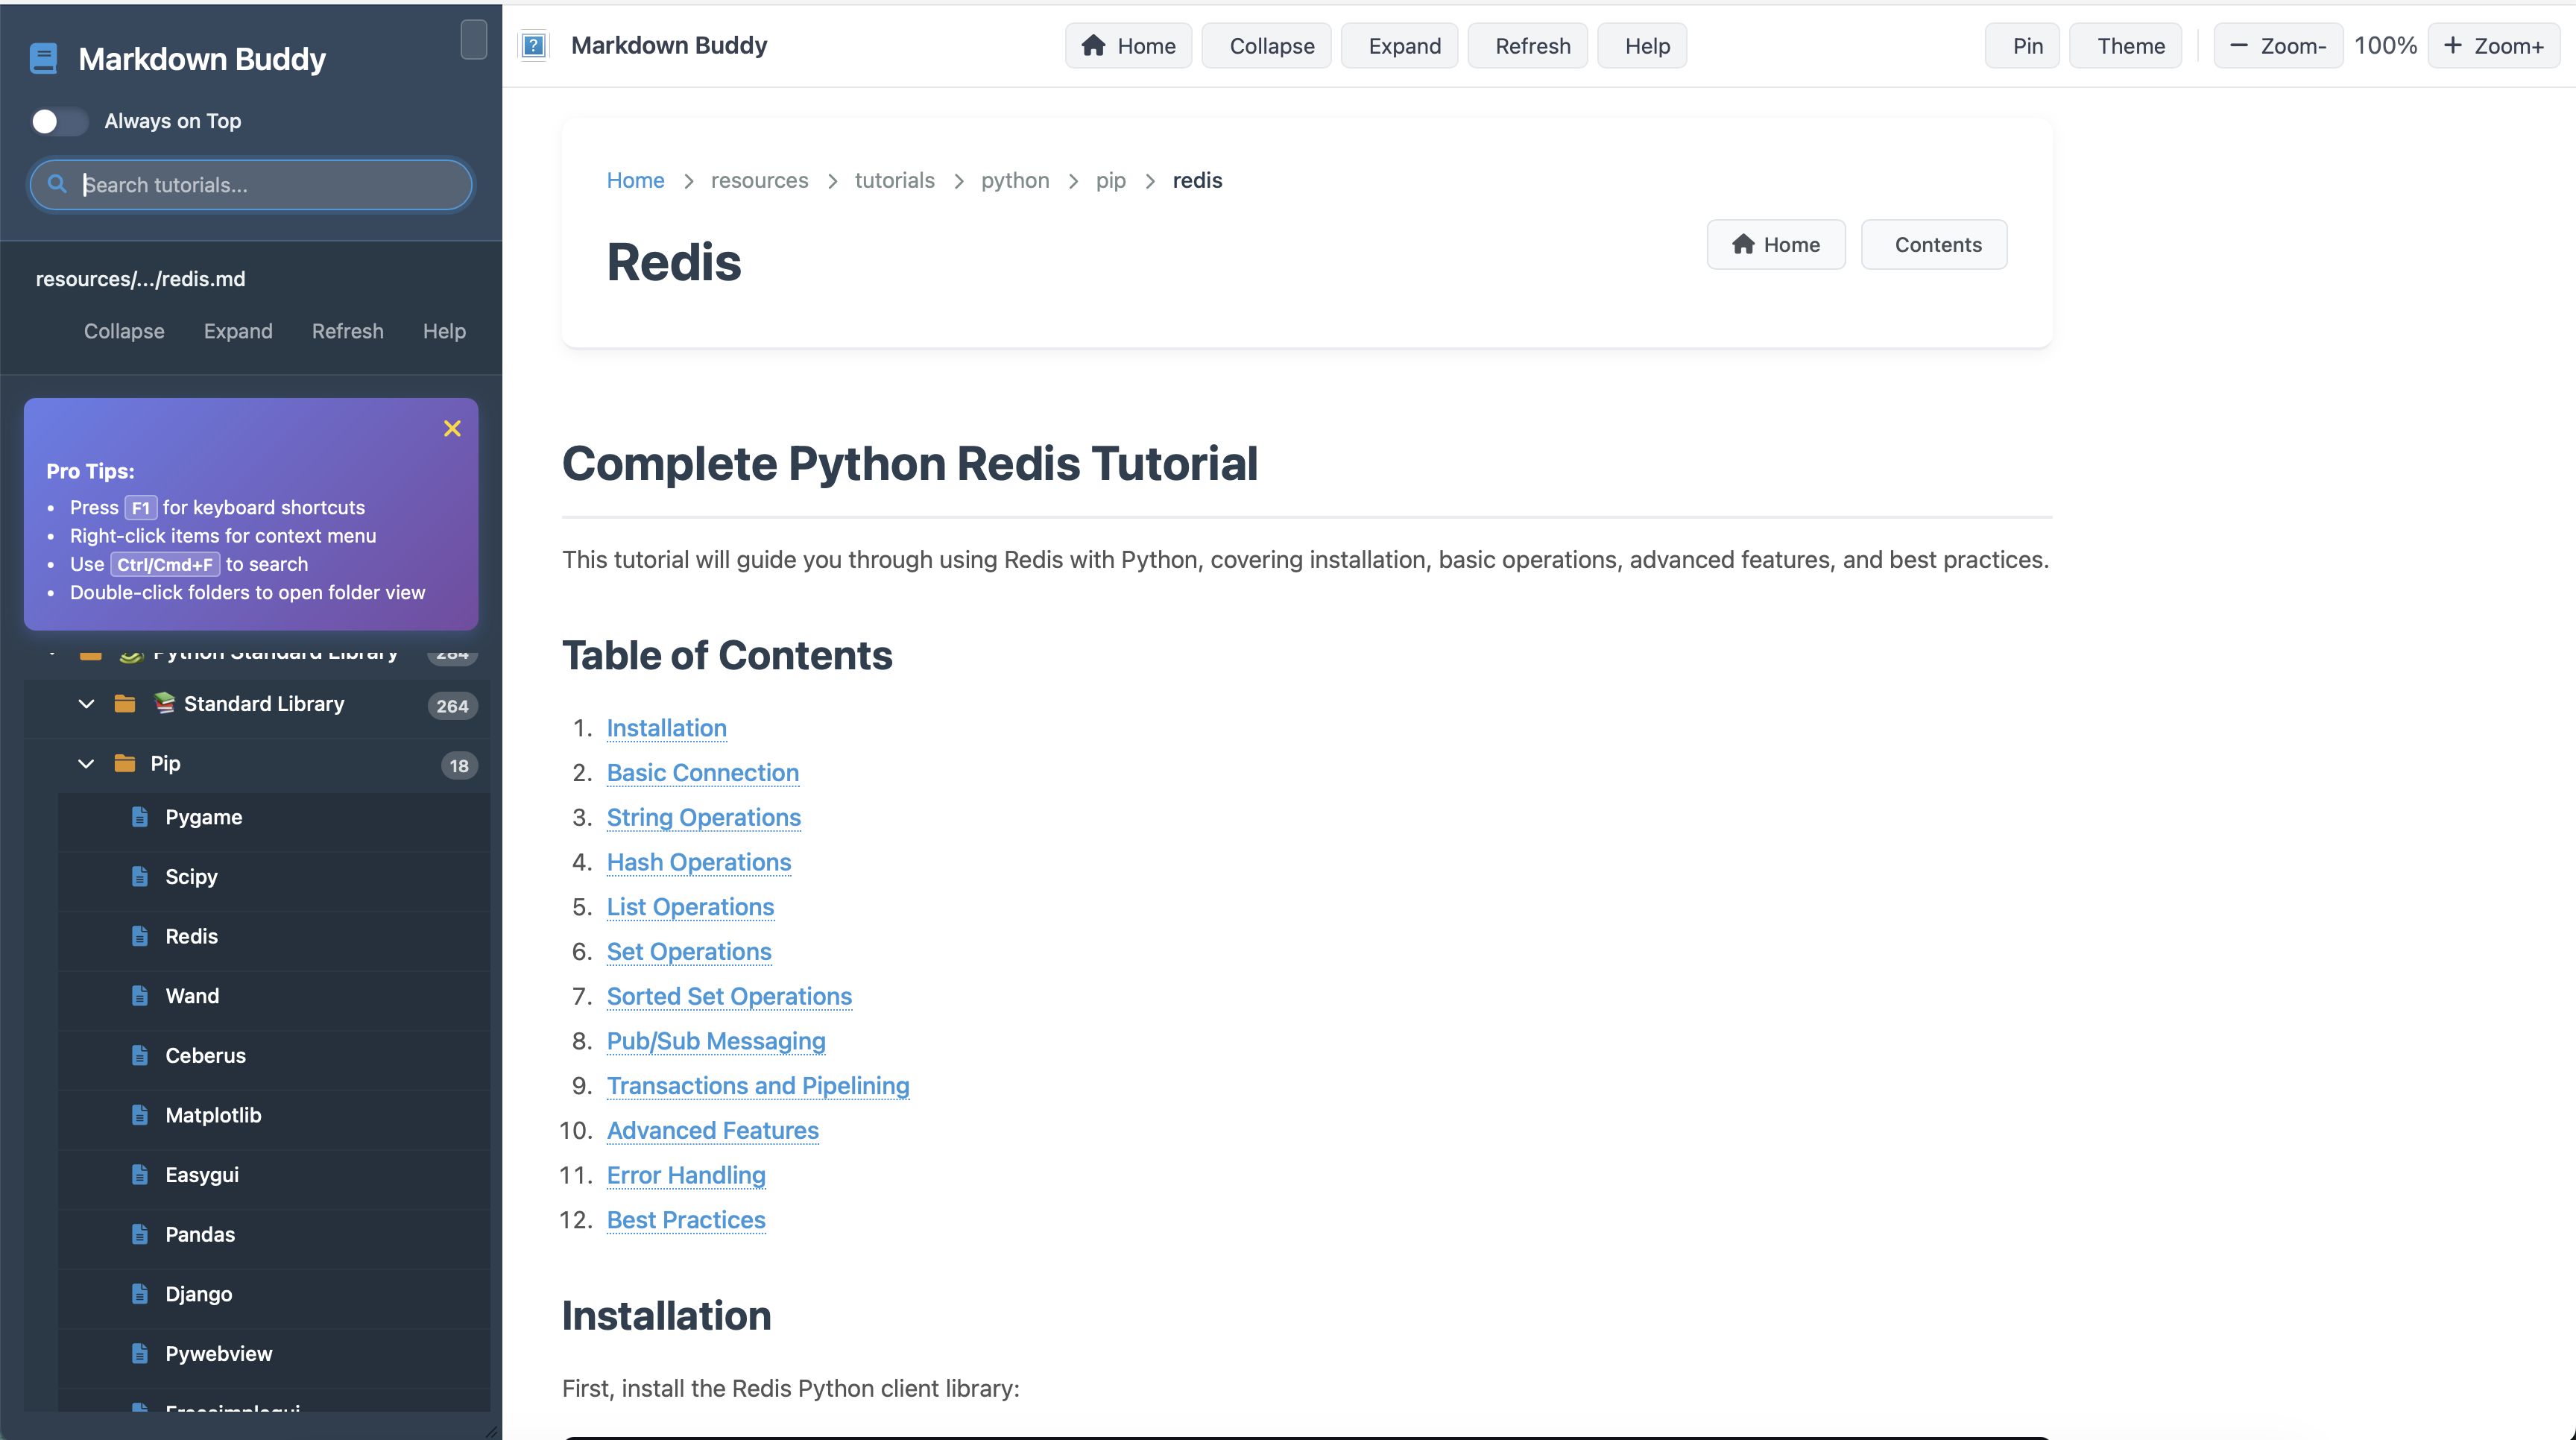 Markdown Buddy
Always on Top
Search tutorials...
resources/.../redis.md
Collapse Expand Refresh Help
Pro Tips:
• Press F1 for keyboard shortcuts
• Right-click items for context menu
• Use Ctrl/Cmd+F to search
• Double-click folders to open folder view
Python Standard Library 284
Standard Library 264
Pip 18
Pygame
Scipy
Redis
Wand
Ceberus
Matplotlib
Easygui
Pandas
Django
Pywebview
Freesimplegui
? Markdown Buddy Home Collapse Expand Refresh Help Pin Theme Zoom- 100% Zoom+
Home > resources > tutorials > python > pip > redis
Redis
Home Contents
Complete Python Redis Tutorial
This tutorial will guide you through using Redis with Python, covering installation, basic operations, advanced features, and best practices.
Table of Contents
1. Installation
2. Basic Connection
3. String Operations
4. Hash Operations
5. List Operations
6. Set Operations
7. Sorted Set Operations
8. Pub/Sub Messaging
9. Transactions and Pipelining
10. Advanced Features
11. Error Handling
12. Best Practices
Installation
First, install the Redis Python client library: